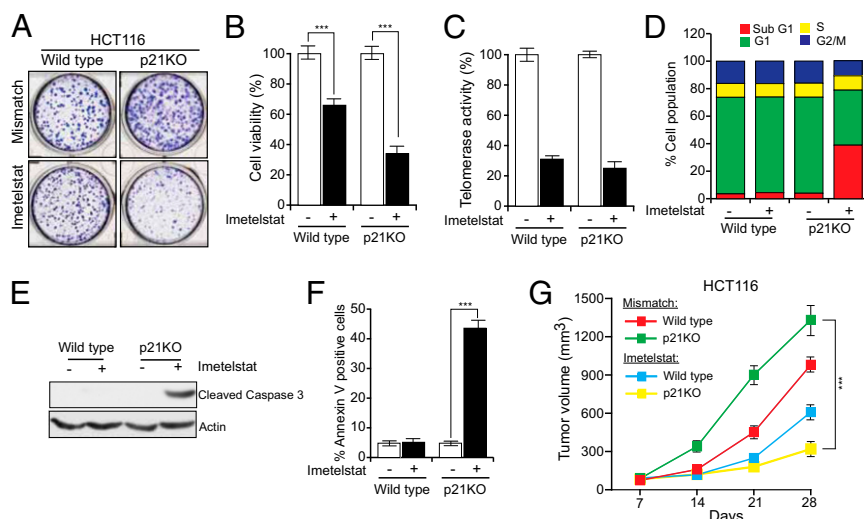 A
HCT116
Wild type p21KO
Mismatch
Imetelstat
B
Cell viability (%)
100
80
60
40
20
0
*** ***
Imetelstat - + - +
Wild type p21KO
C
Telomerase activity (%)
100
80
60
40
20
0
Imetelstat - + - +
Wild type p21KO
D
Sub G1 S
G1 G2/M
% Cell population
100
80
60
40
20
0
Imetelstat - + - +
Wild type p21KO
E
Wild type p21KO
- + - + Imetelstat
Cleaved Caspase 3
Actin
F
% Annexin V positive cells
50
40
30
20
10
0
***
Imetelstat - + - +
Wild type p21KO
G
HCT116
Tumor volume (mm3)
1500
1200
900
600
300
0
Mismatch:
Wild type
p21KO
Imetelstat:
Wild type
p21KO
***
7 14 21 28
Days